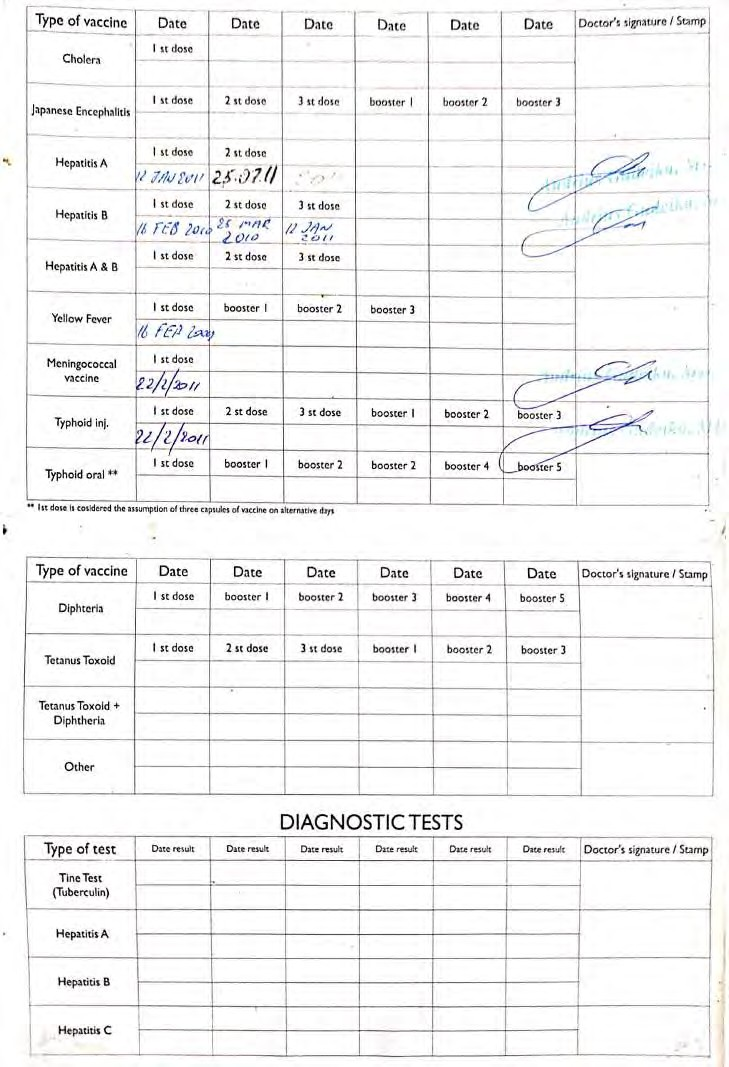 Type of vaccine Date Date Date Date Date Date Doctor's signature / Stamp
Cholera 1 st dose
Japanese Encephalitis 1 st dose 2 st dose 3 st dose booster 1 booster 2 booster 3
Hepatitis A 1 st dose 2 st dose
12 JAN 2011 25.07.11
Hepatitis B 1 st dose 2 st dose 3 st dose
16 FEB 2010 26 MAR 2010 12 JAN 2011
Hepatitis A & B 1 st dose 2 st dose 3 st dose
Yellow Fever 1 st dose booster 1 booster 2 booster 3
16 FEB 2009
Meningococcal vaccine 1 st dose
22/2/2011
Typhoid inj. 1 st dose 2 st dose 3 st dose booster 1 booster 2 booster 3
22/2/2011
Typhoid oral ** 1 st dose booster 1 booster 2 booster 2 booster 4 booster 5
** 1st dose is cosidered the assumption of three capsules of vaccine on alternative days
Type of vaccine Date Date Date Date Date Date Doctor's signature / Stamp
Diphteria 1 st dose booster 1 booster 2 booster 3 booster 4 booster 5
Tetanus Toxoid 1 st dose 2 st dose 3 st dose booster 1 booster 2 booster 3
Tetanus Toxoid +
Diphtheria
Other
DIAGNOSTIC TESTS
Type of test Date result Date result Date result Date result Date result Date result Doctor's signature / Stamp
Tine Test
(Tuberculin)
Hepatitis A
Hepatitis B
Hepatitis C